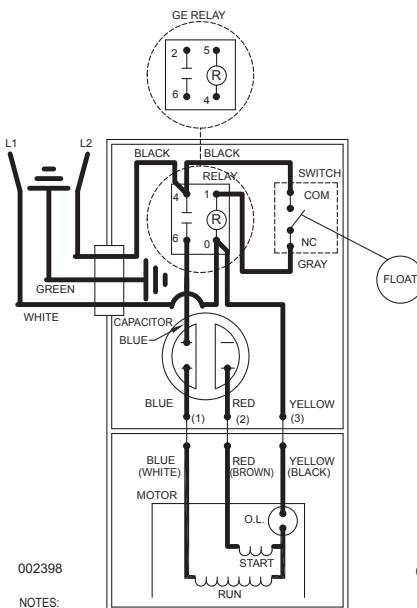 GE RELAY
2 5
R
6 4
L1 L2
BLACK BLACK
RELAY
SWITCH
4 1
COM
R
6 0
NC
GRAY
FLOAT
GREEN
WHITE
CAPACITOR
BLUE
BLUE RED YELLOW
(1) (2) (3)
BLUE RED YELLOW
(WHITE) (BROWN) (BLACK)
MOTOR
O.L.
START
RUN
002398
NOTES: